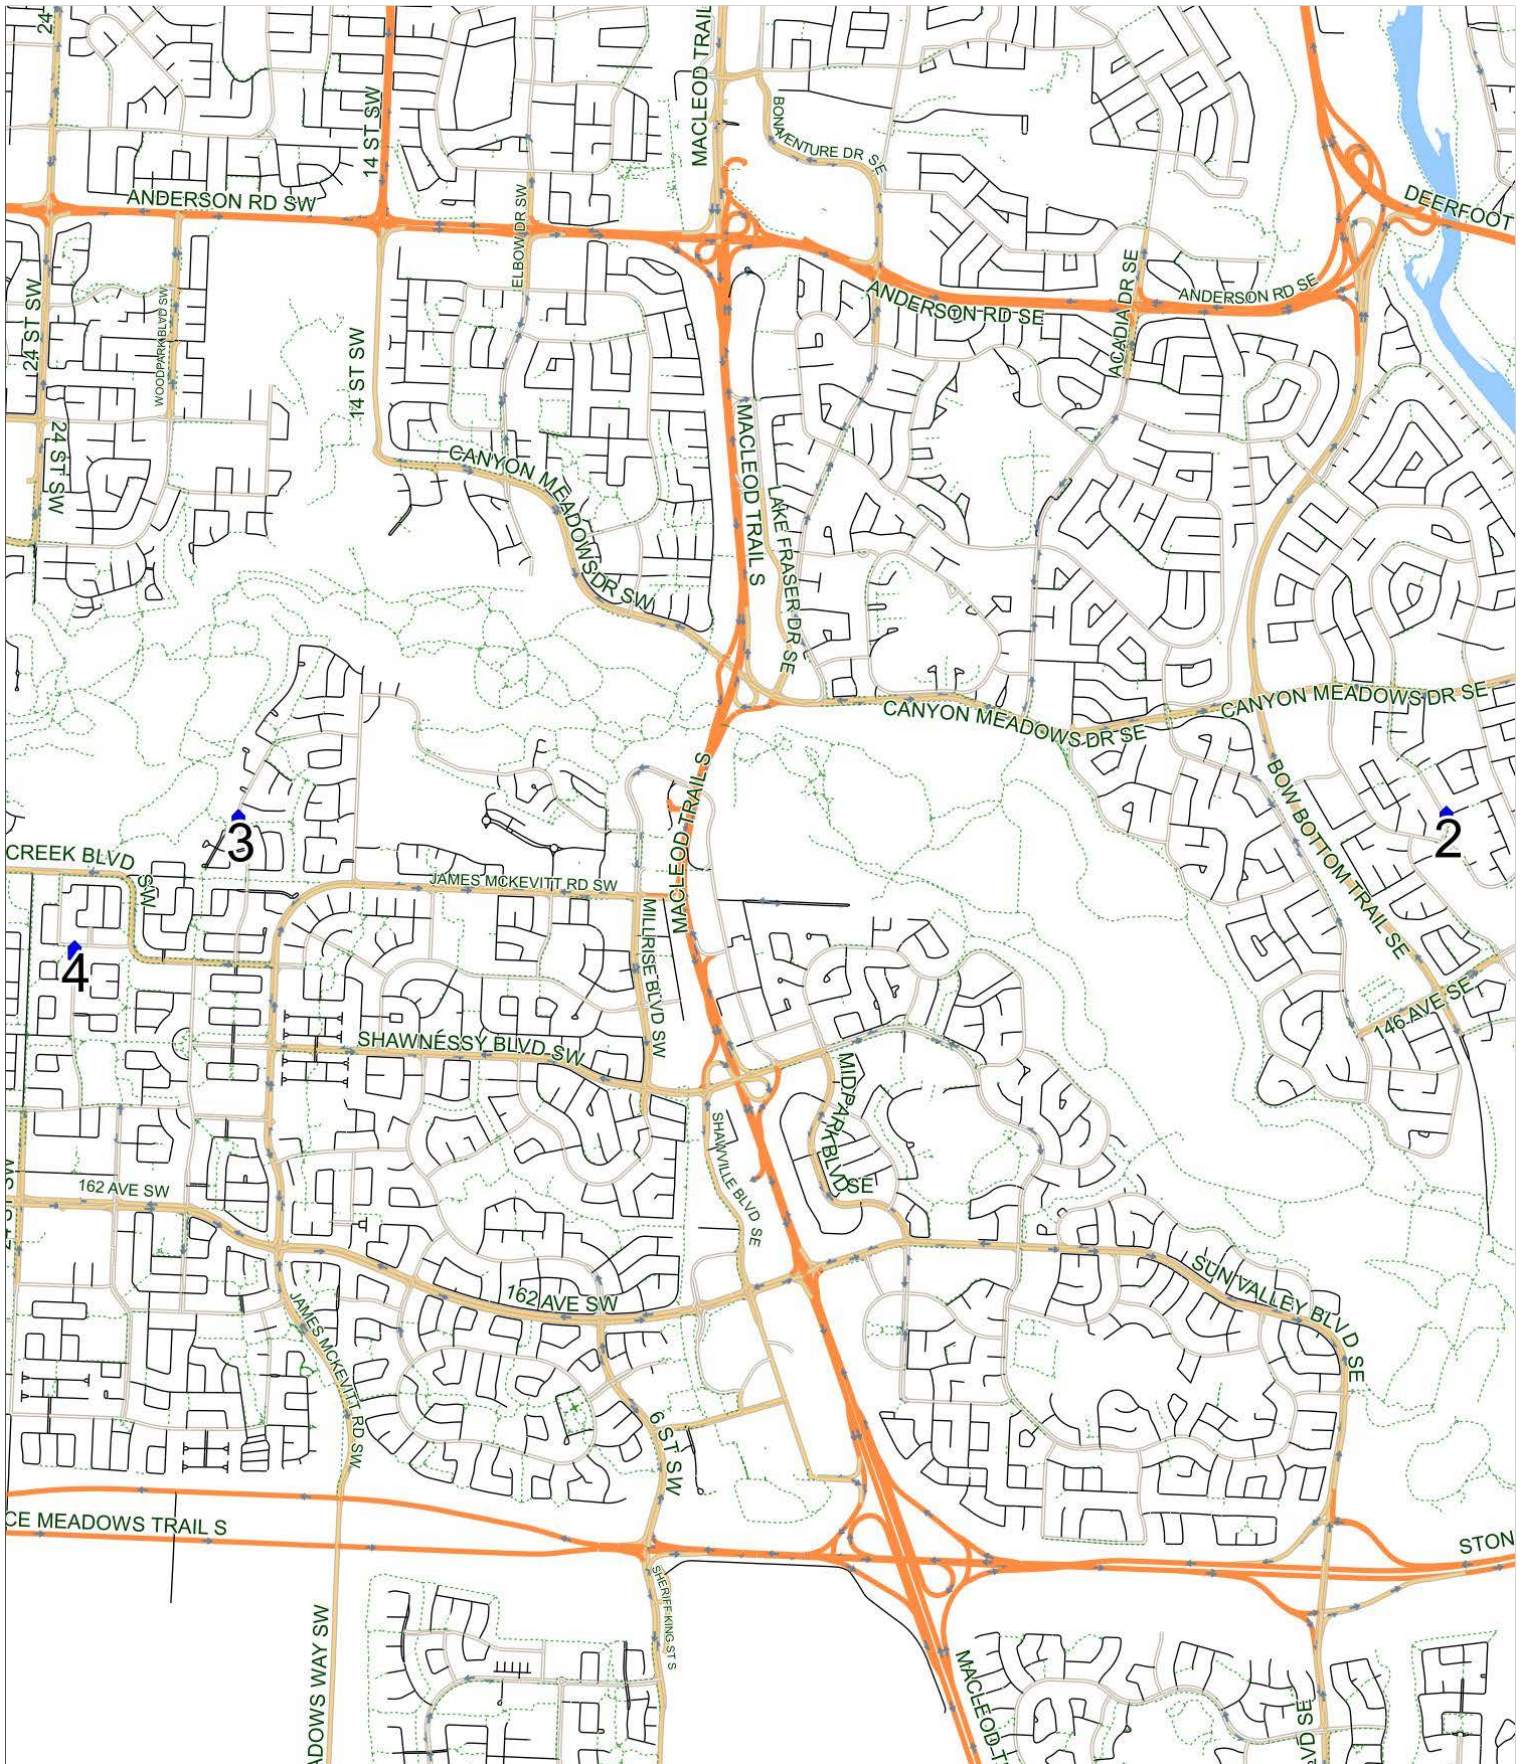 24
MACLEOD TRAIL
14 ST SW
BONAVENTURE DR SE
ANDERSON RD SW
ELBOW DR SW
DEERFOOT
24 ST SW
WOODPARK BLVD SW
14 ST SW
ANDERSON RD SE
ACADIA DR SE
ANDERSON RD SE
24 ST SW
CANYON MEADOWS DR SW
MACLEOD TRAIL S
LAKE FRASER DR SE
CANYON MEADOWS DR SE
CANYON MEADOWS DR SE
MACLEOD TRAIL S
BOW BOTTOM TRAIL SE
2
3
CREEK BLVD SW
JAMES MCKEVITT RD SW
4
MILLRISE BLVD SW
146 AVE SE
SHAWNESSY BLVD SW
MIDPARK BLVD SE
SHAWVILLE BLVD SE
162 AVE SW
SUN VALLEY BLVD SE
162 AVE SW
JAMES MCKEVITT RD SW
6 ST SW
CE MEADOWS TRAIL S
STON
SHERIFF KING ST S
ADOWS WAY SW
MACLEOD T
VD SE